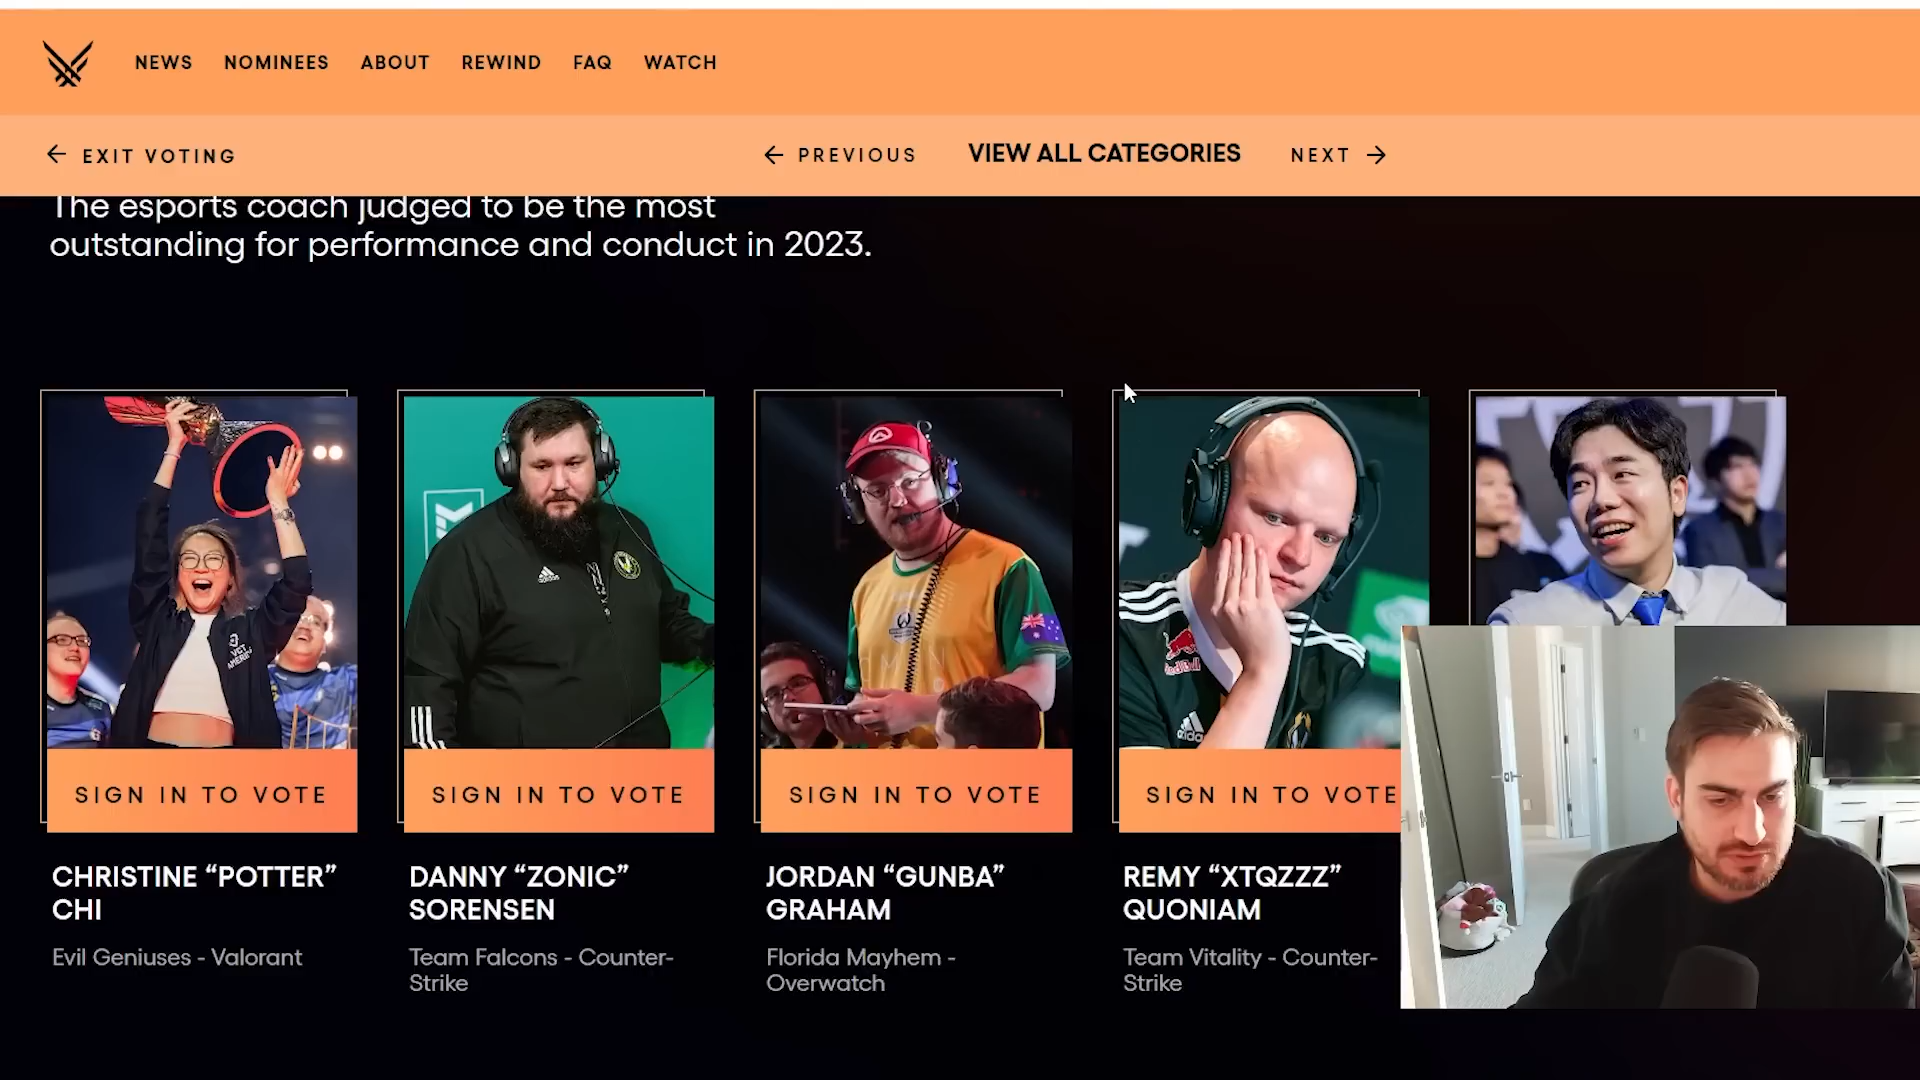 NEWS NOMINEES ABOUT REWIND FAQ WATCH
← EXIT VOTING ← PREVIOUS VIEW ALL CATEGORIES NEXT →
The esports coach judged to be the most
outstanding for performance and conduct in 2023.
SIGN IN TO VOTE
SIGN IN TO VOTE
SIGN IN TO VOTE
SIGN IN TO VOTE
CHRISTINE “POTTER”
CHI
Evil Geniuses - Valorant
DANNY “ZONIC”
SORENSEN
Team Falcons - Counter-
Strike
JORDAN “GUNBA”
GRAHAM
Florida Mayhem -
Overwatch
REMY “XTQZZZ”
QUONIAM
Team Vitality - Counter-
Strike
adidas
RedBull
adidas